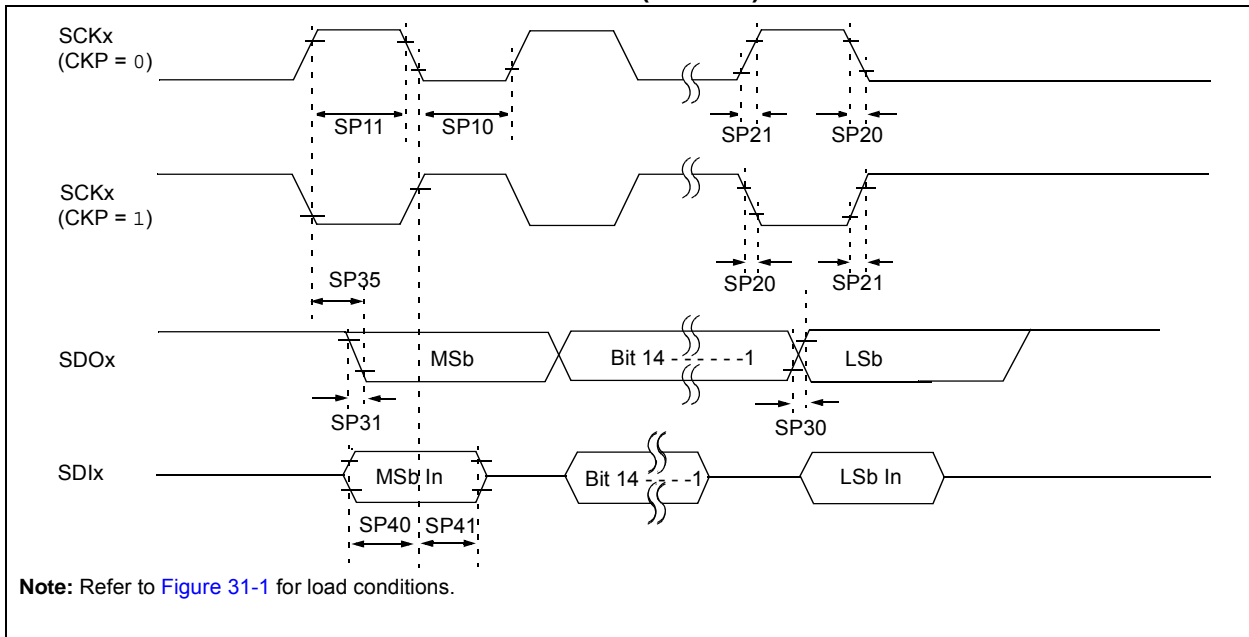 SCKx
(CKP = 0)
SP11
SP10
SP21
SP20
SCKx
(CKP = 1)
SP35
SP20
SP21
SDOx
MSb
Bit 14 - - - - - -1
LSb
SP31
SP30
SDIx
MSb In
Bit 14 - - - -1
LSb In
SP40
SP41
Note: Refer to Figure 31-1 for load conditions.